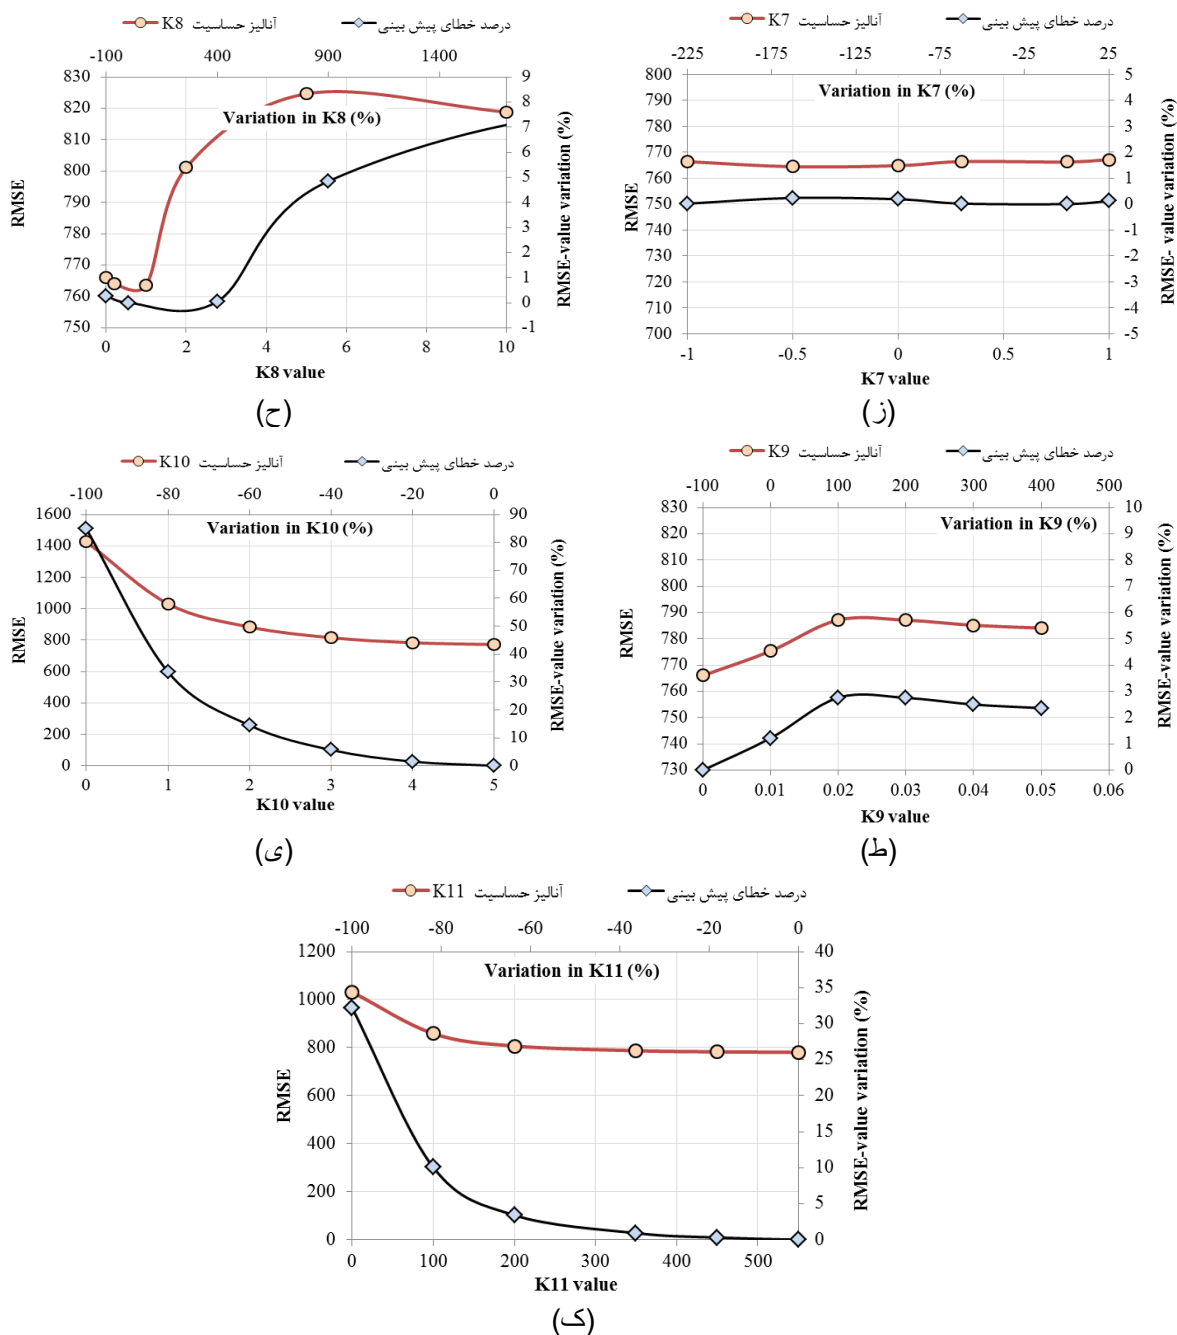 K8 آنالیز حساسیت درصد خطای پیش بینی
-100 400 900 1400
Variation in K8 (%)
830
820
810
800
790
780
770
760
750
RMSE
9
8
7
6
5
4
3
2
1
0
-1
RMSE-value variation (%)
0 2 4 6 8 10
K8 value
(ح)
K7 آنالیز حساسیت درصد خطای پیش بینی
-225 -175 -125 -75 -25 25
Variation in K7 (%)
800
790
780
770
760
750
740
730
720
710
700
RMSE
5
4
3
2
1
0
-1
-2
-3
-4
-5
RMSE- value variation (%)
-1 -0.5 0 0.5 1
K7 value
(ز)
K10 آنالیز حساسیت درصد خطای پیش بینی
-100 -80 -60 -40 -20 0
Variation in K10 (%)
1600
1400
1200
1000
800
600
400
200
0
RMSE
90
80
70
60
50
40
30
20
10
0
RMSE-value variation (%)
0 1 2 3 4 5
K10 value
(ی)
K9 آنالیز حساسیت درصد خطای پیش بینی
-100 0 100 200 300 400 500
Variation in K9 (%)
830
820
810
800
790
780
770
760
750
740
730
RMSE
10
9
8
7
6
5
4
3
2
1
0
RMSE-value variation (%)
0 0.01 0.02 0.03 0.04 0.05 0.06
K9 value
(ط)
K11 آنالیز حساسیت درصد خطای پیش بینی
-100 -80 -60 -40 -20 0
Variation in K11 (%)
1200
1000
800
600
400
200
0
RMSE
40
35
30
25
20
15
10
5
0
RMSE-value variation (%)
0 100 200 300 400 500
K11 value
(ک)